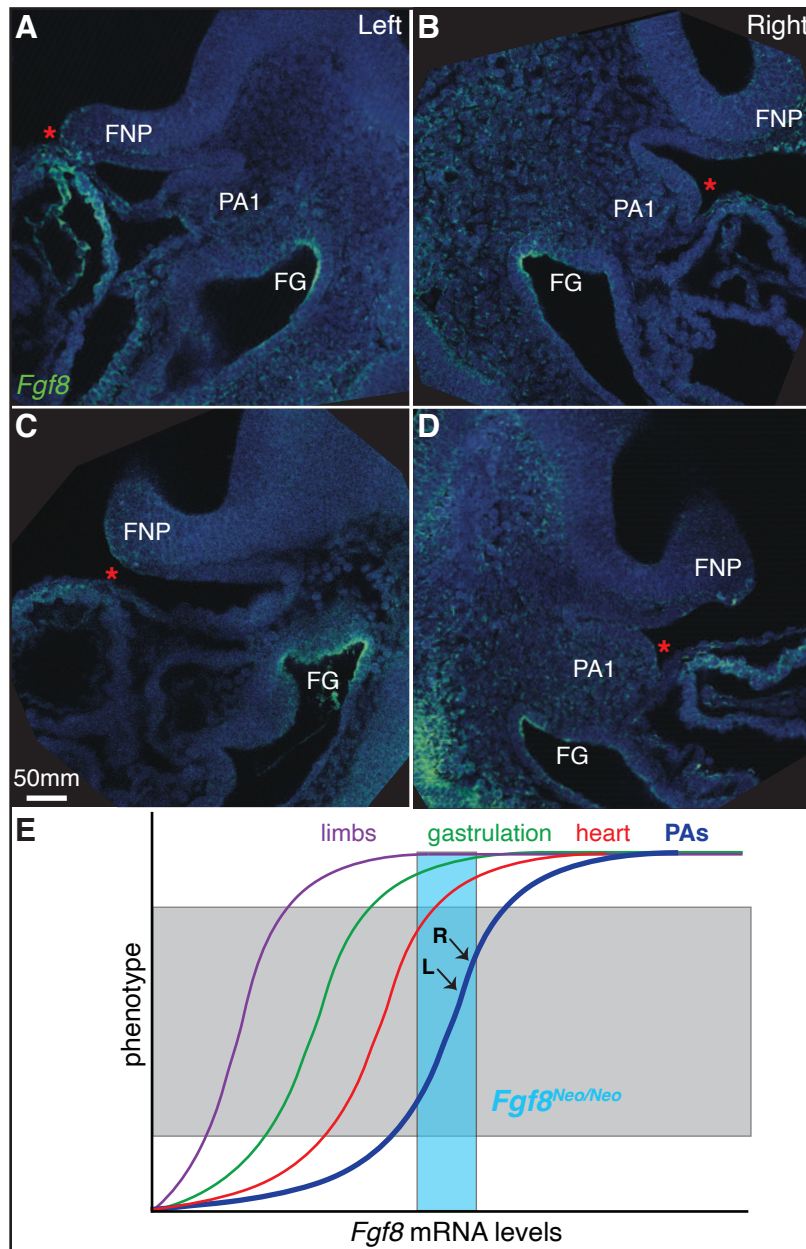 A
Left
B
Right
*
FNP
PA1
FG
Fgf8
FNP
*
PA1
FG
C
FNP
*
FG
50mm
D
FNP
*
PA1
FG
E
limbs gastrulation heart PAs
R
L
phenotype
Fgf8Neo/Neo
Fgf8 mRNA levels